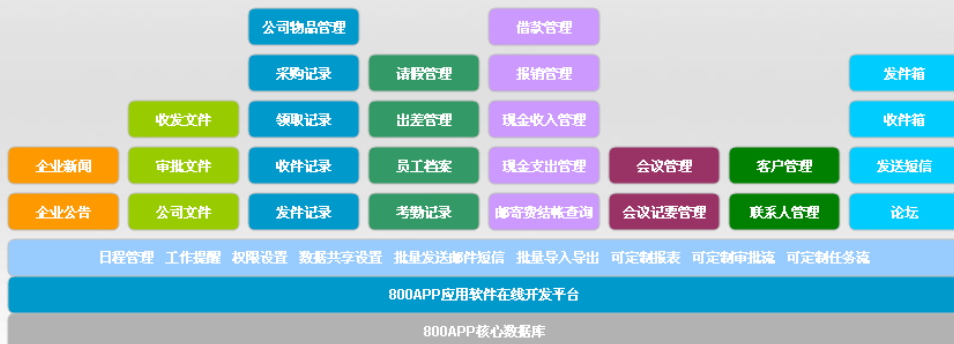 公司物品管理 借款管理
采购记录 请假管理 报销管理 发件箱
收发文件 领取记录 出差管理 现金收入管理 收件箱
企业新闻 审批文件 收件记录 员工档案 现金支出管理 会议管理 客户管理 发送短信
企业公告 公司文件 发件记录 考勤记录 邮寄费结帐查询 会议记要管理 联系人管理 论坛
日程管理 工作提醒 权限设置 数据共享设置 批量发送邮件短信 批量导入导出 可定制报表 可定制审批流 可定制任务流
800APP应用软件在线开发平台
800APP核心数据库